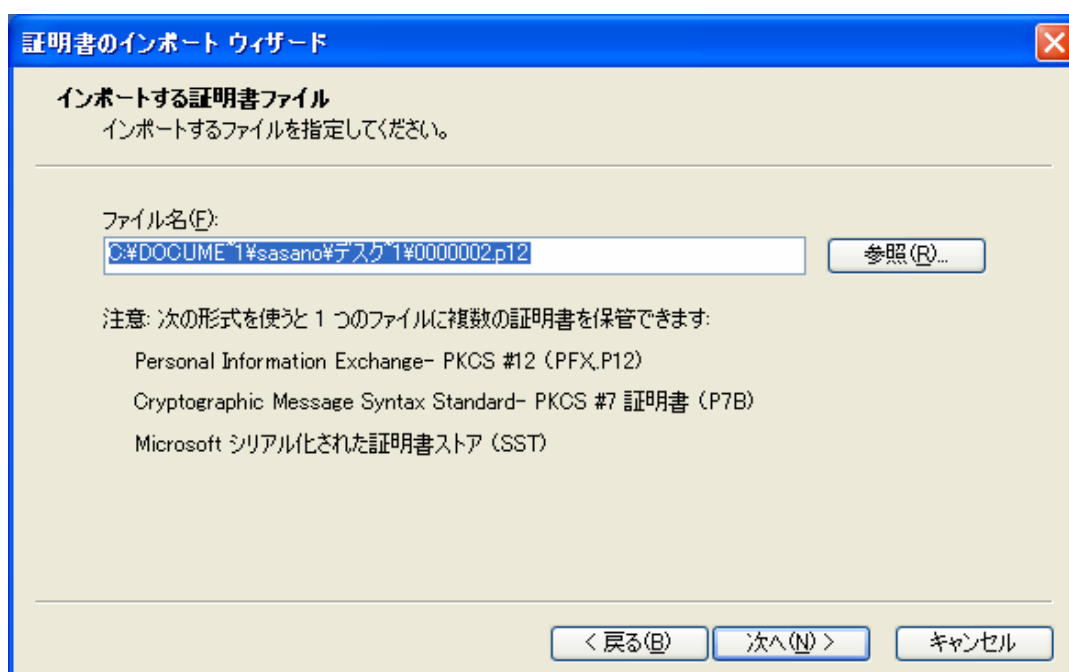 証明書のインポート ウィザード
インポートする証明書ファイル
インポートするファイルを指定してください。
ファイル名(F):
C:¥DOCUME~1¥sasano¥デスク~1¥0000002.p12
参照(R)...
注意: 次の形式を使うと 1 つのファイルに複数の証明書を保管できます:
Personal Information Exchange- PKCS #12 (PFX,P12)
Cryptographic Message Syntax Standard- PKCS #7 証明書 (P7B)
Microsoft シリアル化された証明書ストア (SST)
< 戻る(B)
次へ(N) >
キャンセル